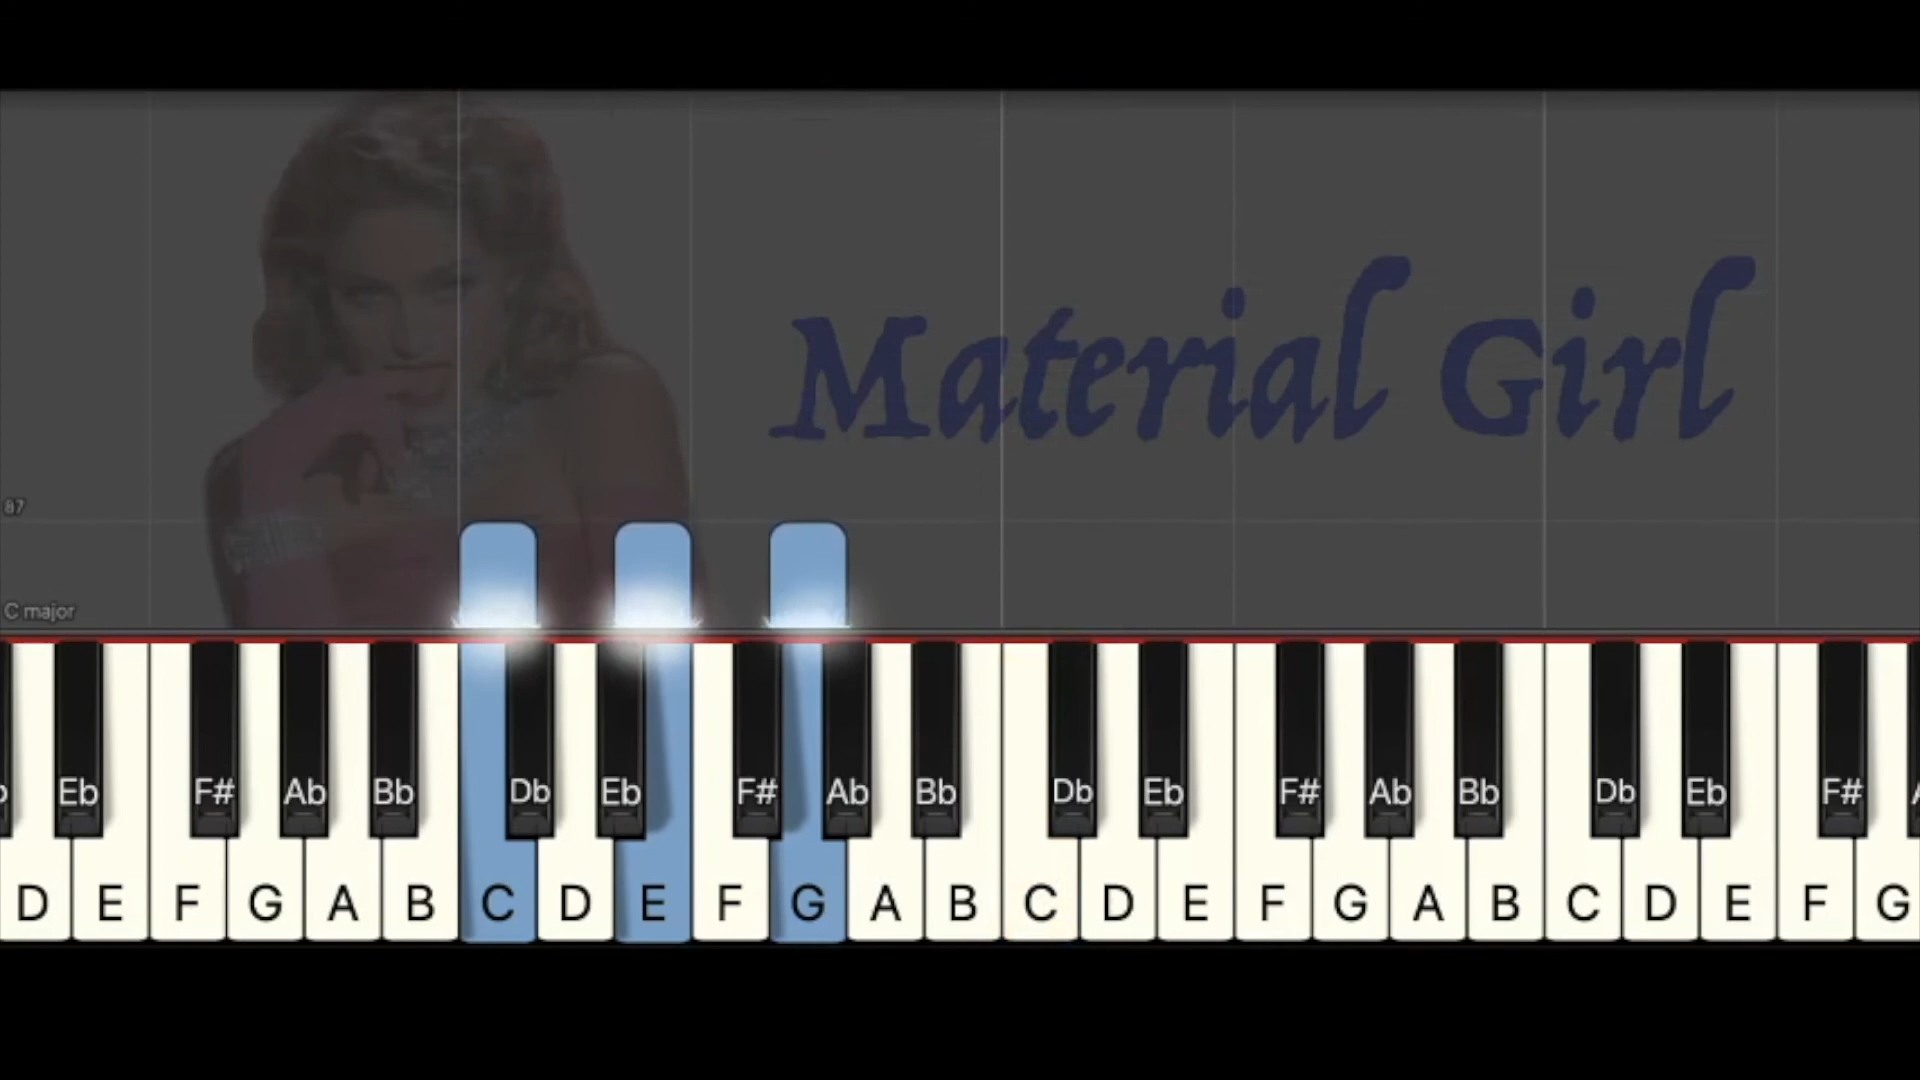 Material Girl
87
C major
Eb F# Ab Bb Db Eb F# Ab Bb Db Eb F# Ab Bb Db Eb F#
D E F G A B C D E F G A B C D E F G A B C D E F G